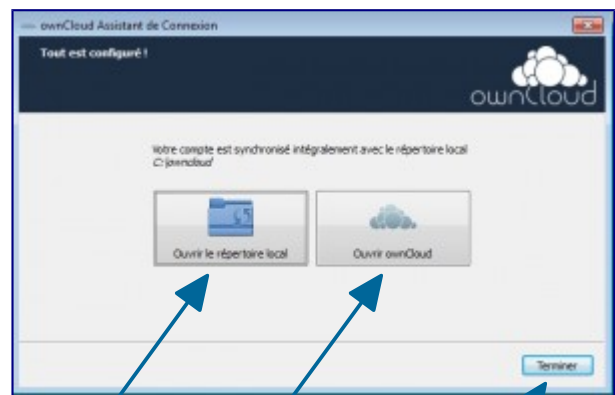 ownCloud Assistant de Connexion
Tout est configuré !
ownCloud
Votre compte est synchronisé intégralement avec le répertoire local
C:\owncloud
Ouvrir le répertoire local
Ouvrir ownCloud
Terminer